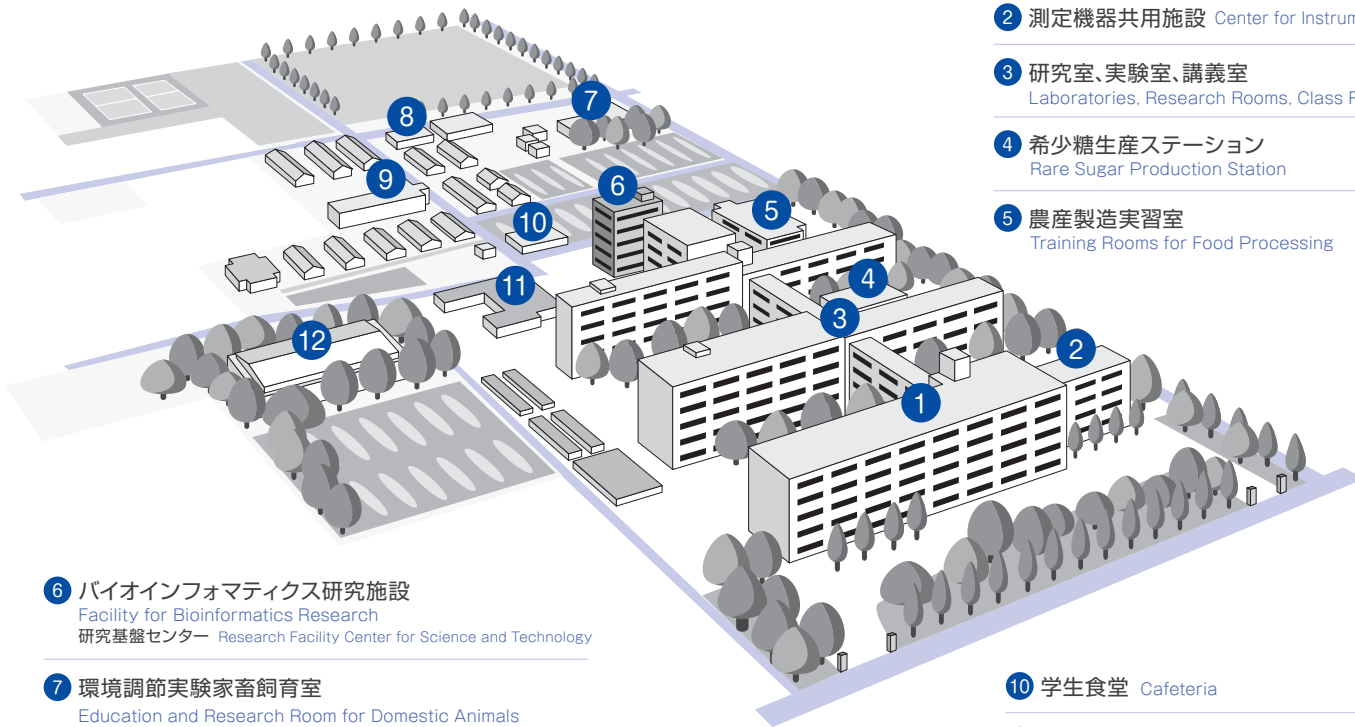 2 測定機器共用施設 Center for Instrum
3 研究室、実験室、講義室
Laboratories, Research Rooms, Class
4 希少糖生産ステーション
Rare Sugar Production Station
5 農産製造実習室
Training Rooms for Food Processing
7
8
6
9
10
5
11
4
3
12
2
1
6 バイオインフォマティクス研究施設
Facility for Bioinformatics Research
研究基盤センター Research Facility Center for Science and Technology
7 環境調節実験家畜飼育室
Education and Research Room for Domestic Animals
10 学生食堂 Cafeteria